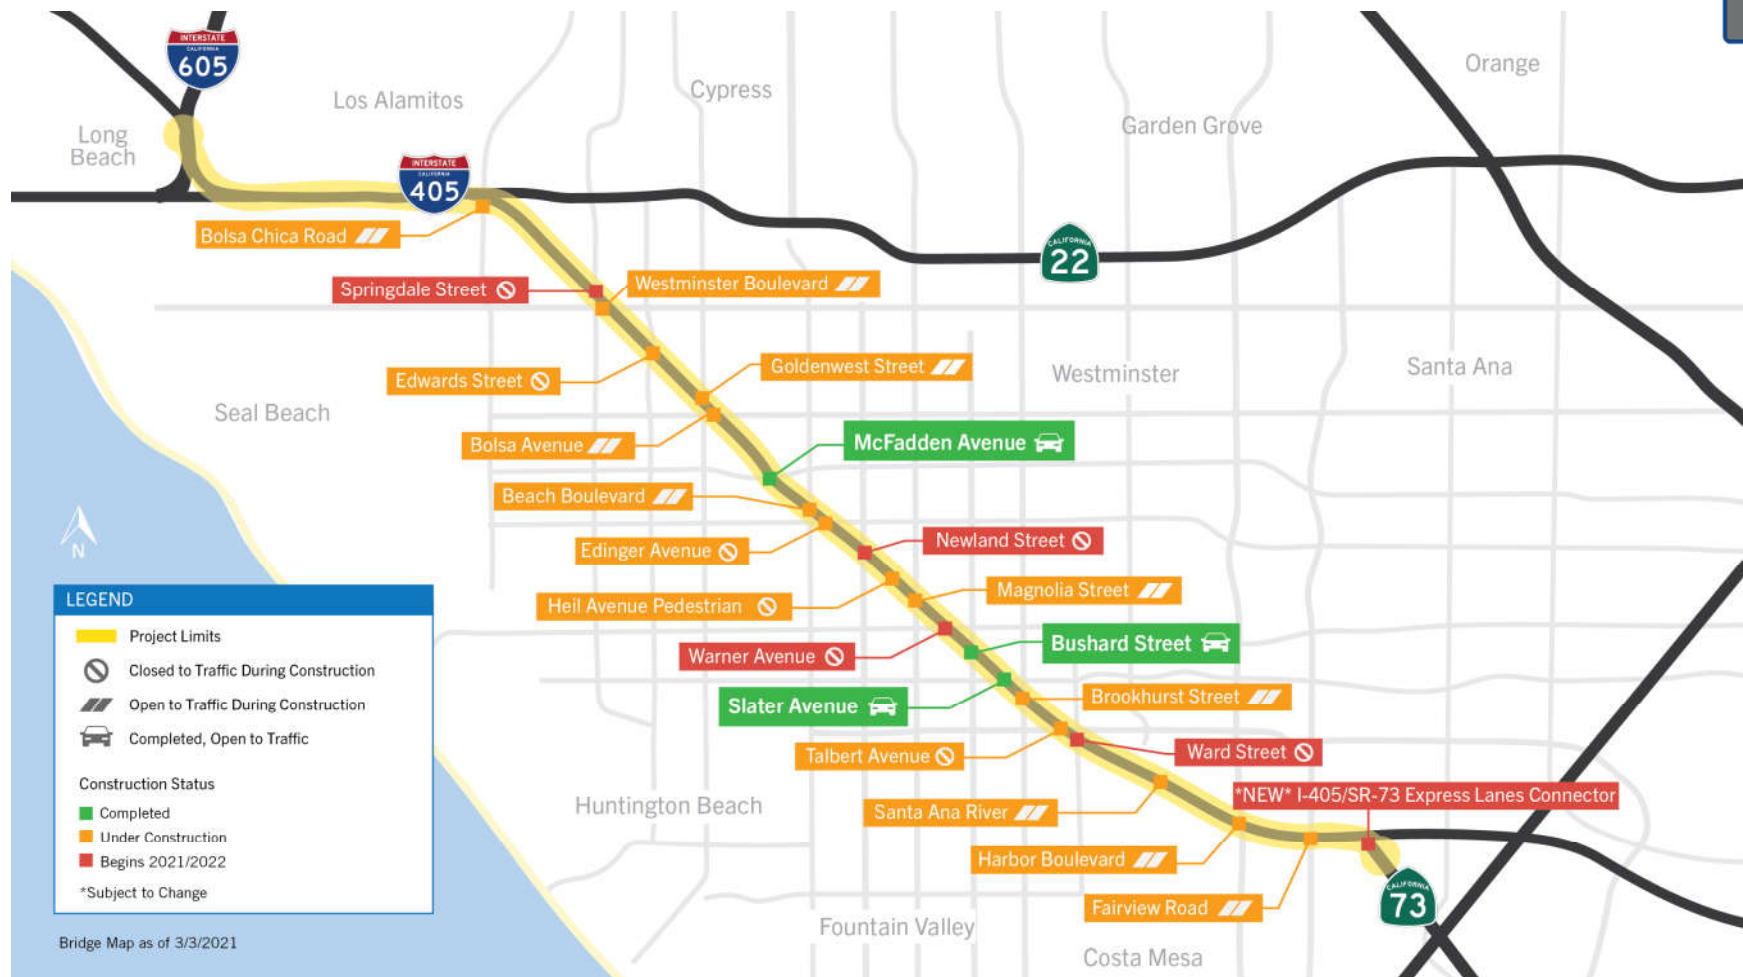 INTERSTATE
CALIFORNIA
605
Los Alamitos
Cypress
Orange
Long
Beach
Garden Grove
INTERSTATE
CALIFORNIA
405
Bolsa Chica Road
CALIFORNIA
22
Springdale Street
Westminster Boulevard
Edwards Street
Goldenwest Street
Westminster
Santa Ana
Seal Beach
Bolsa Avenue
McFadden Avenue
Beach Boulevard
Edinger Avenue
Newland Street
N
Heil Avenue Pedestrian
Magnolia Street
Warner Avenue
Bushard Street
Slater Avenue
Brookhurst Street
Talbert Avenue
Ward Street
*NEW* I-405/SR-73 Express Lanes Connector
Huntington Beach
Santa Ana River
Harbor Boulevard
Fairview Road
CALIFORNIA
73
Fountain Valley
Costa Mesa
LEGEND
Project Limits
Closed to Traffic During Construction
Open to Traffic During Construction
Completed, Open to Traffic
Construction Status
Completed
Under Construction
Begins 2021/2022
*Subject to Change
Bridge Map as of 3/3/2021